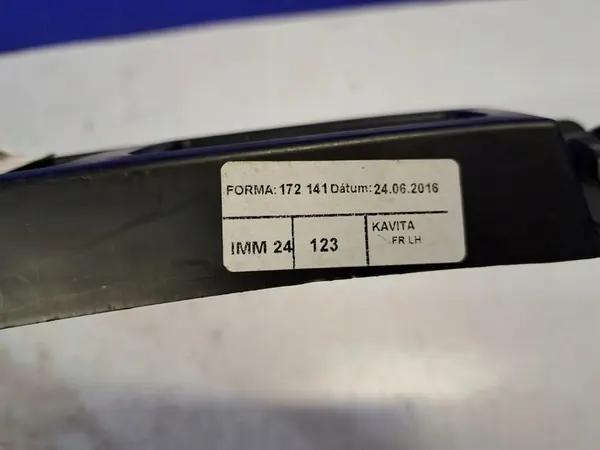 FORMA: 172 141 Dátum: 24.06.2016
IMM 24 123 KAVITA
FR LH